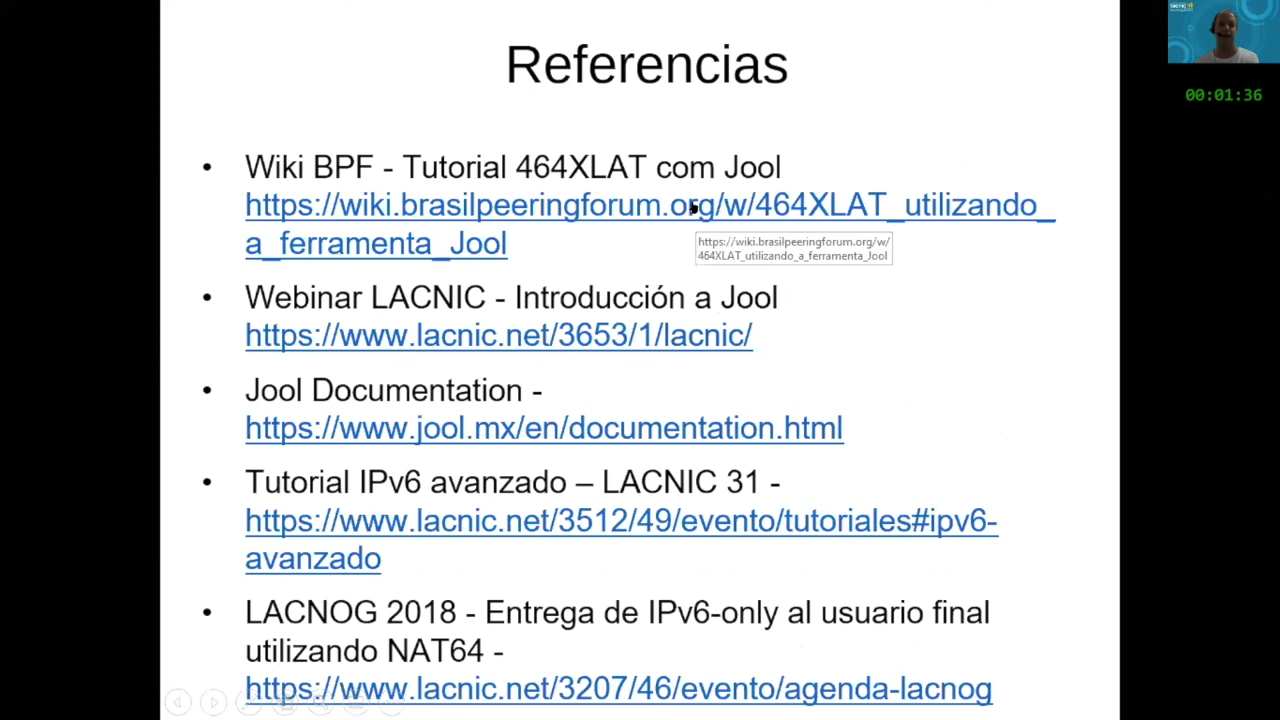 Referencias
00:01:36
• Wiki BPF - Tutorial 464XLAT com Jool
https://wiki.brasilpeeringforum.org/w/464XLAT_utilizando_
a_ferramenta_Jool
https://wiki.brasilpeeringforum.org/w/
464XLAT_utilizando_a_ferramenta_Jool
• Webinar LACNIC - Introducción a Jool
https://www.lacnic.net/3653/1/lacnic/
• Jool Documentation -
https://www.jool.mx/en/documentation.html
• Tutorial IPv6 avanzado – LACNIC 31 -
https://www.lacnic.net/3512/49/evento/tutoriales#ipv6-
avanzado
• LACNOG 2018 - Entrega de IPv6-only al usuario final
utilizando NAT64 -
https://www.lacnic.net/3207/46/evento/agenda-lacnog